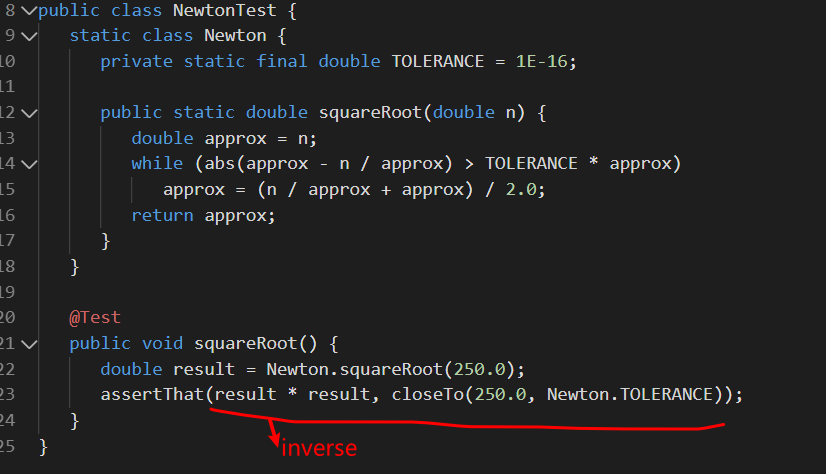 8 public class NewtonTest {
9 static class Newton {
10 private static final double TOLERANCE = 1E-16;
11
12 public static double squareRoot(double n) {
13 double approx = n;
14 while (abs(approx - n / approx) > TOLERANCE * approx)
15 approx = (n / approx + approx) / 2.0;
16 return approx;
17 }
18 }
19
20 @Test
21 public void squareRoot() {
22 double result = Newton.squareRoot(250.0);
23 assertThat(result * result, closeTo(250.0, Newton.TOLERANCE));
24 }
inverse
25 }